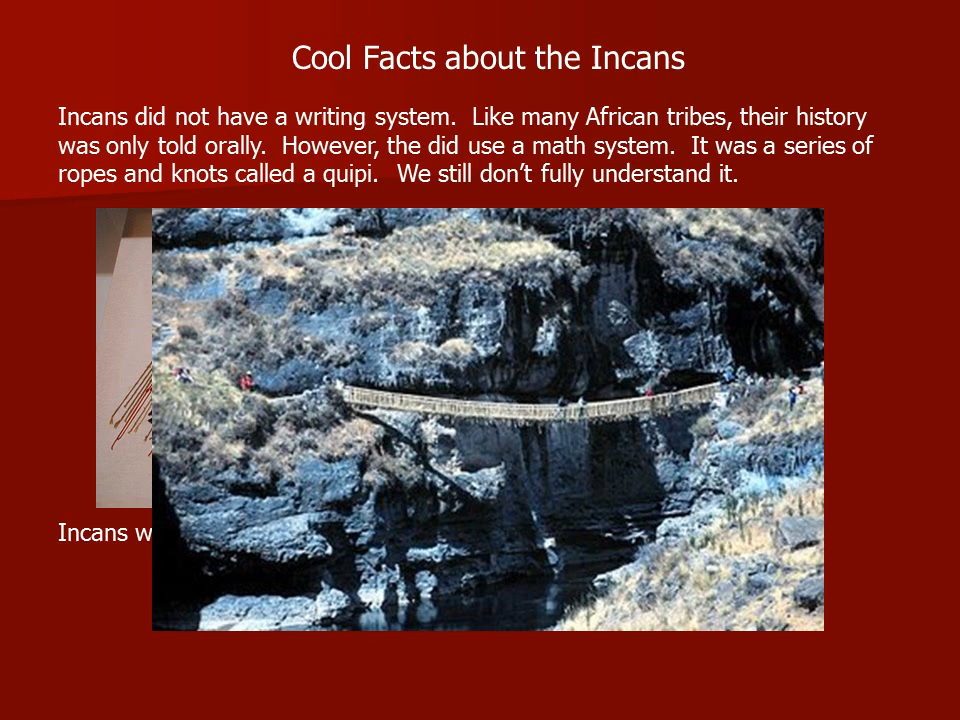 Cool Facts about the Incans
Incans did not have a writing system. Like many African tribes, their history
was only told orally. However, the did use a math system. It was a series of
ropes and knots called a quipi. We still don’t fully understand it.
Incans w